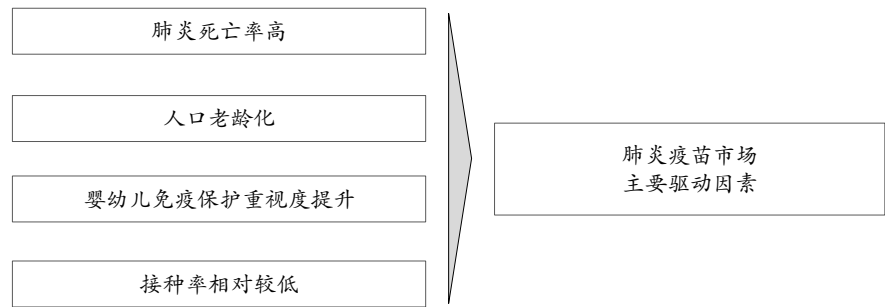 肺炎死亡率高
人口老龄化
婴幼儿免疫保护重视度提升
接种率相对较低
肺炎疫苗市场
主要驱动因素